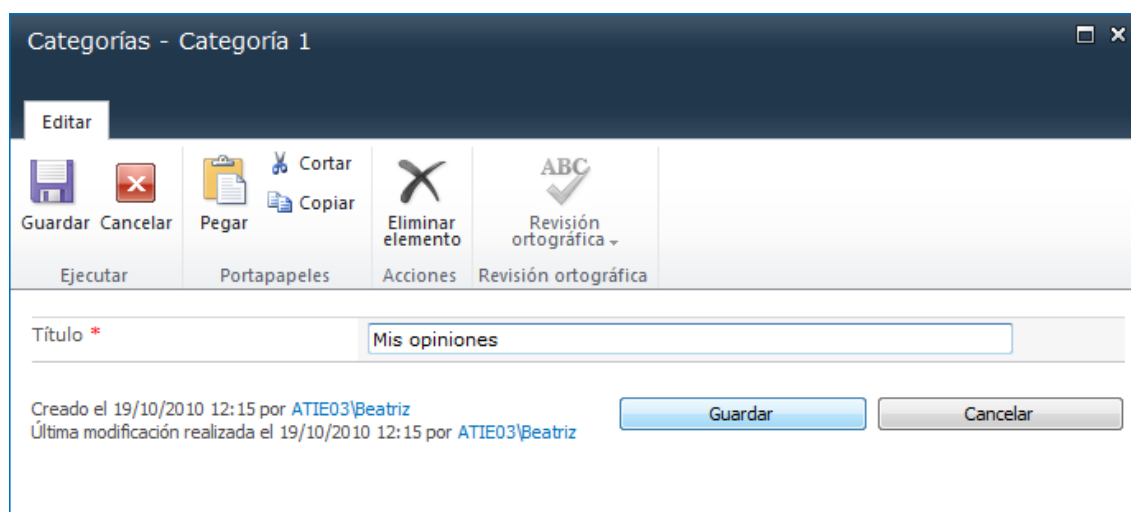 Categorías - Categoría 1
Editar
Guardar Cancelar
Pegar
Cortar
Copiar
Eliminar
elemento
ABC
Revisión
ortográfica
Ejecutar
Portapapeles
Acciones
Revisión ortográfica
Título *
Mis opiniones
Creado el 19/10/2010 12:15 por ATIE03\Beatriz
Última modificación realizada el 19/10/2010 12:15 por ATIE03\Beatriz
Guardar
Cancelar